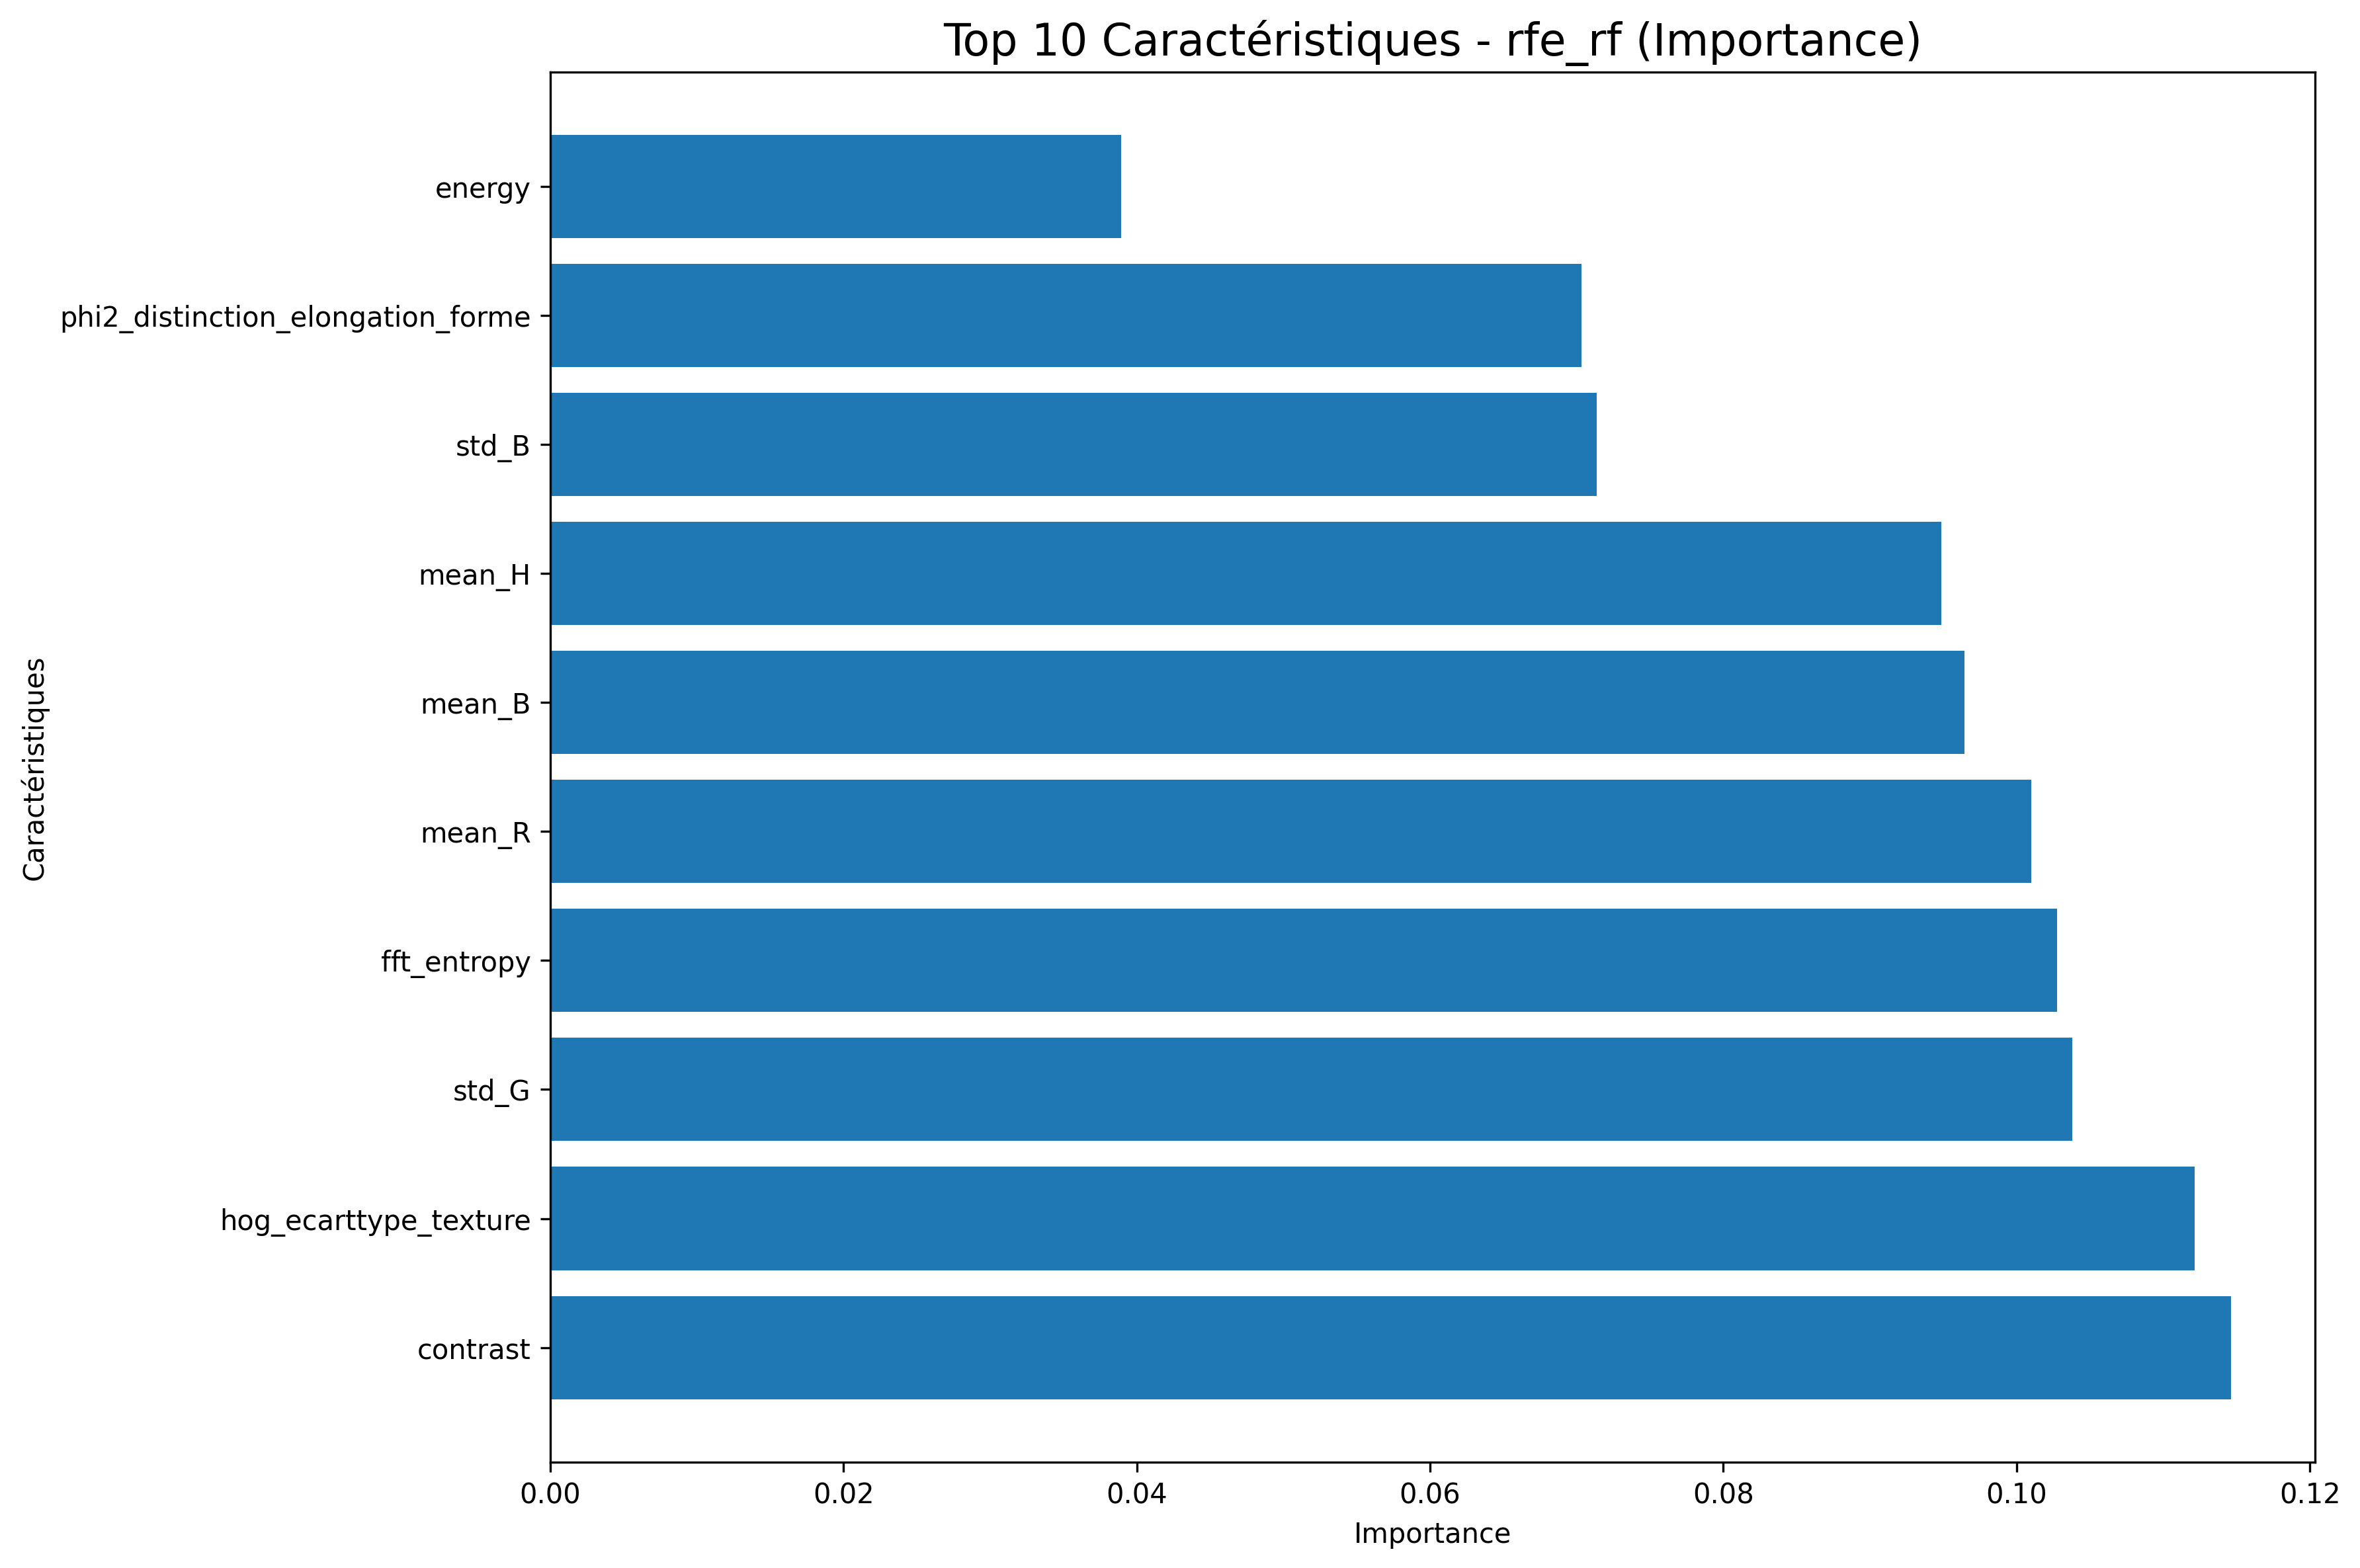 Top 10 Caractéristiques - rfe_rf (Importance)
Caractéristiques
energy
phi2_distinction_elongation_forme
std_B
mean_H
mean_B
mean_R
fft_entropy
std_G
hog_ecarttype_texture
contrast
0.00 0.02 0.04 0.06 0.08 0.10 0.12
Importance